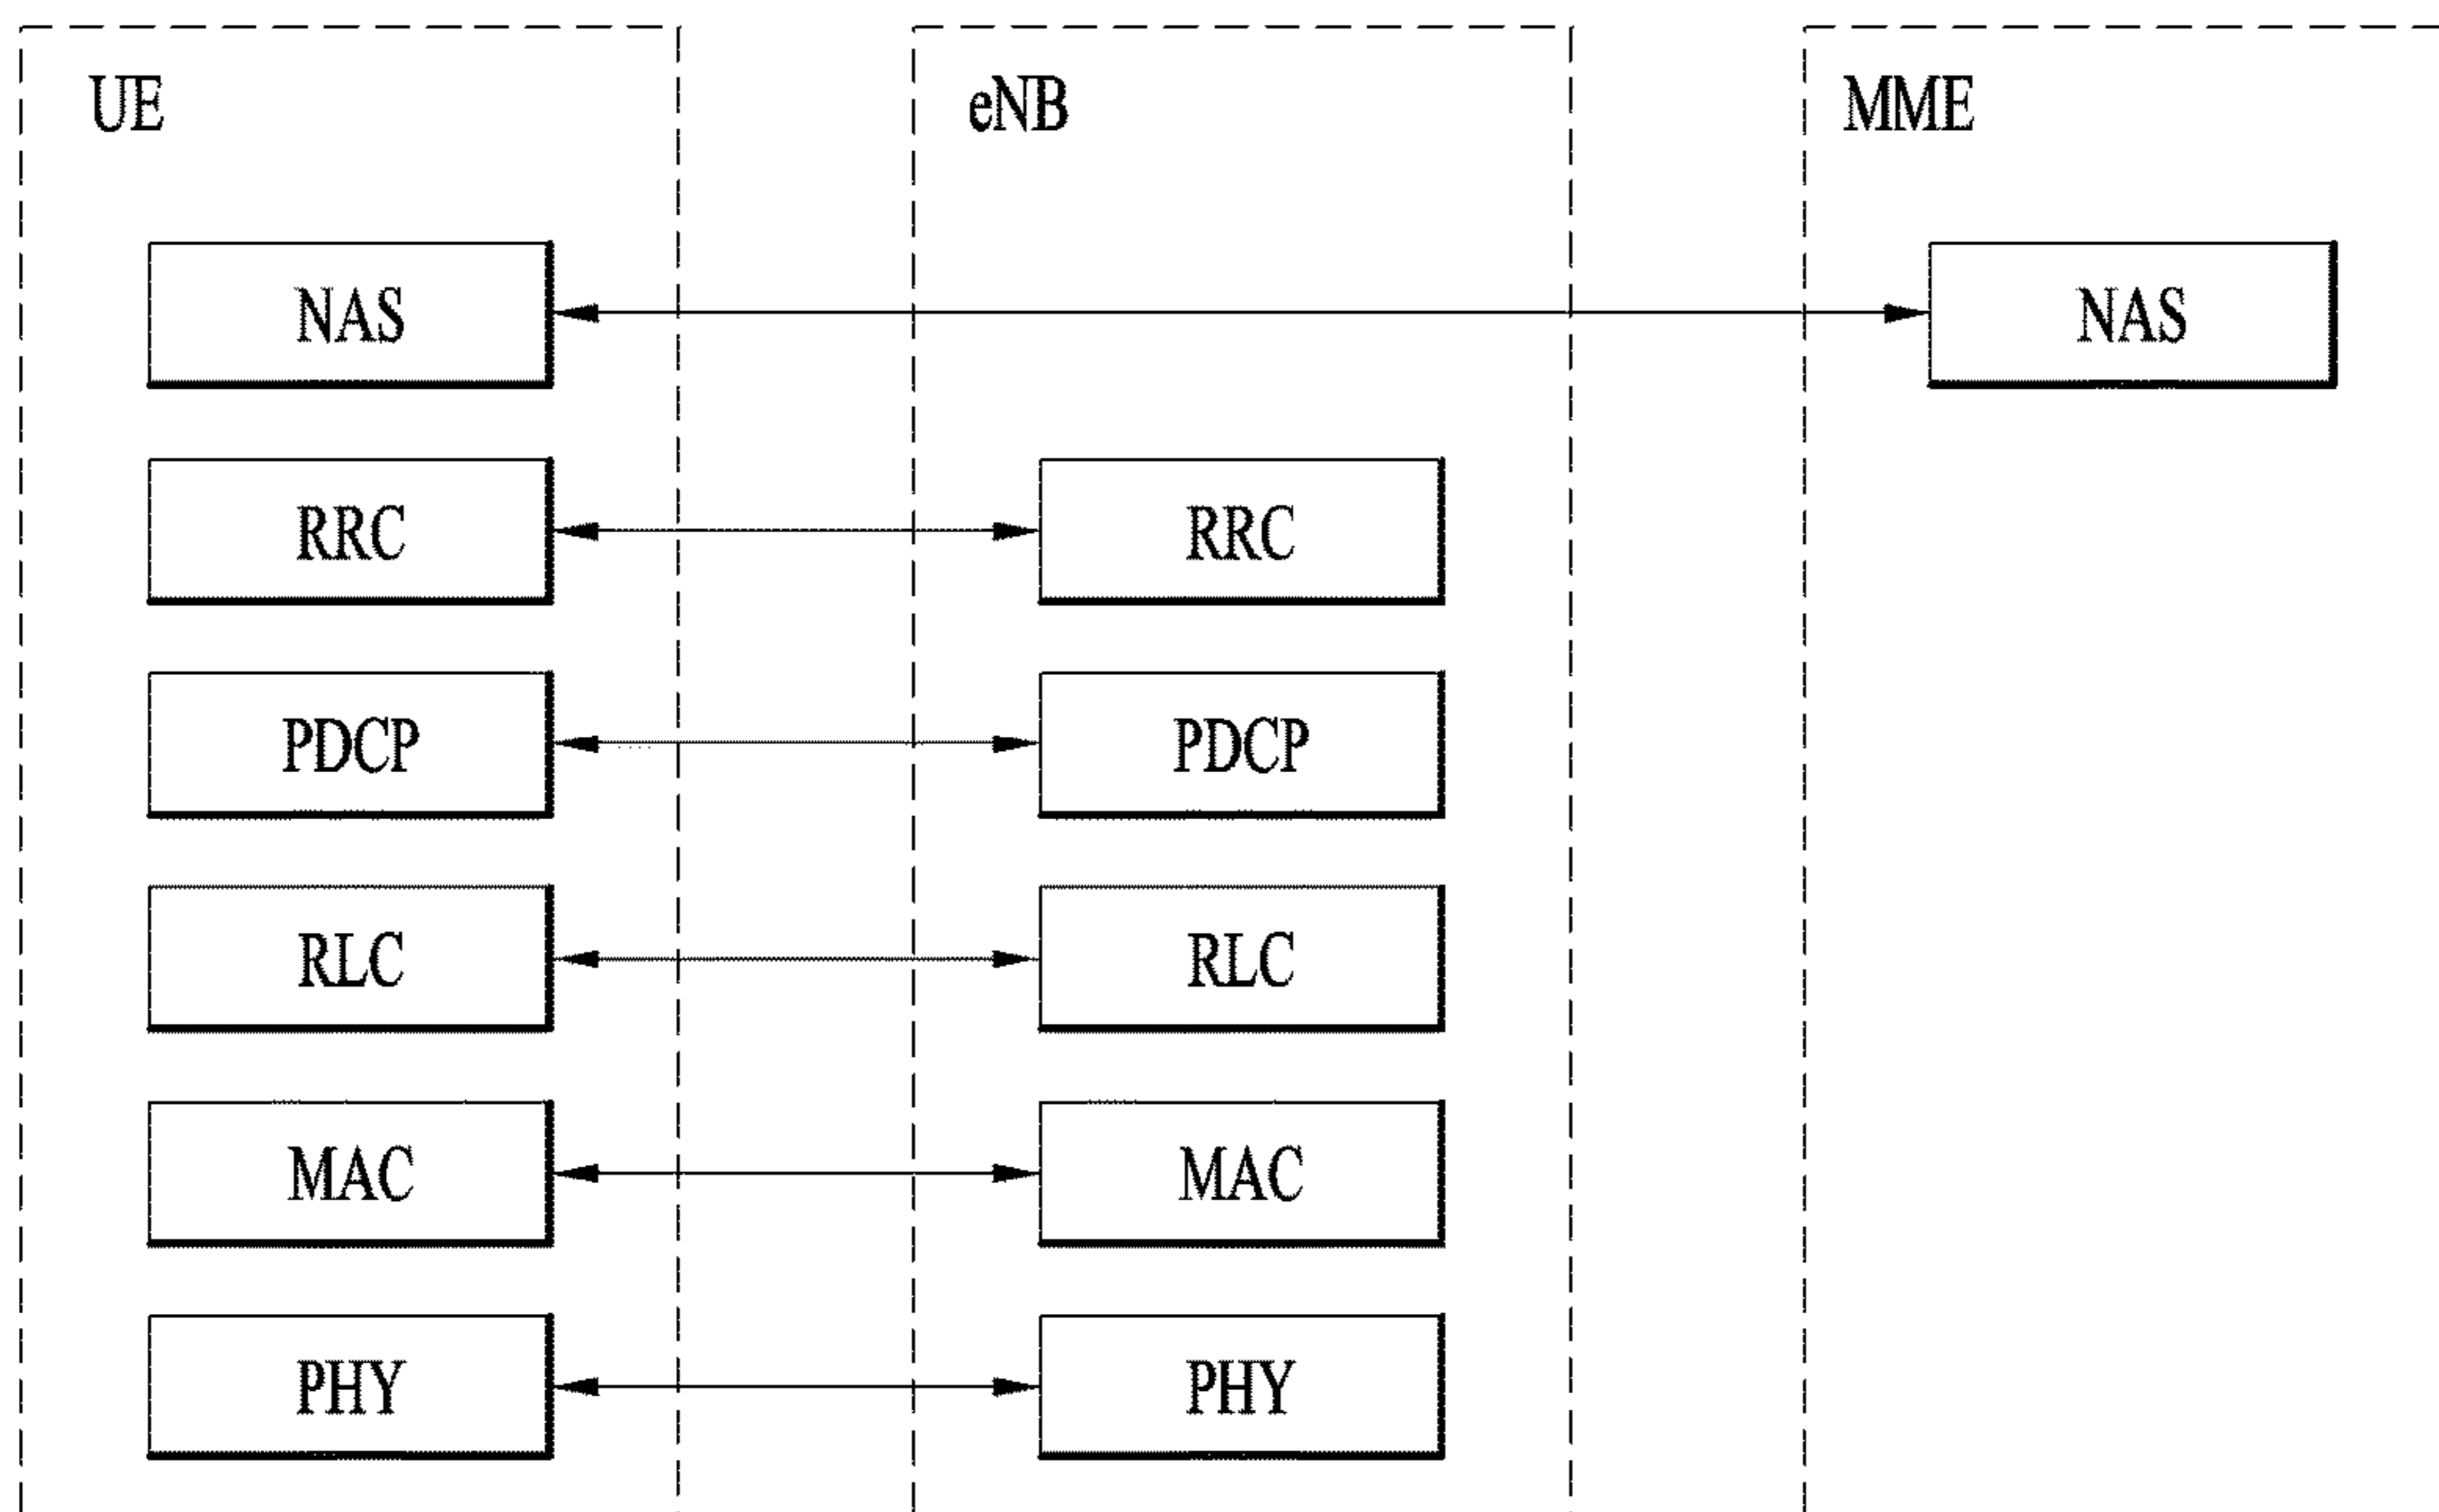 UE eNB MME
NAS NAS
RRC RRC
PDCP PDCP
RLC RLC
MAC MAC
PHY PHY